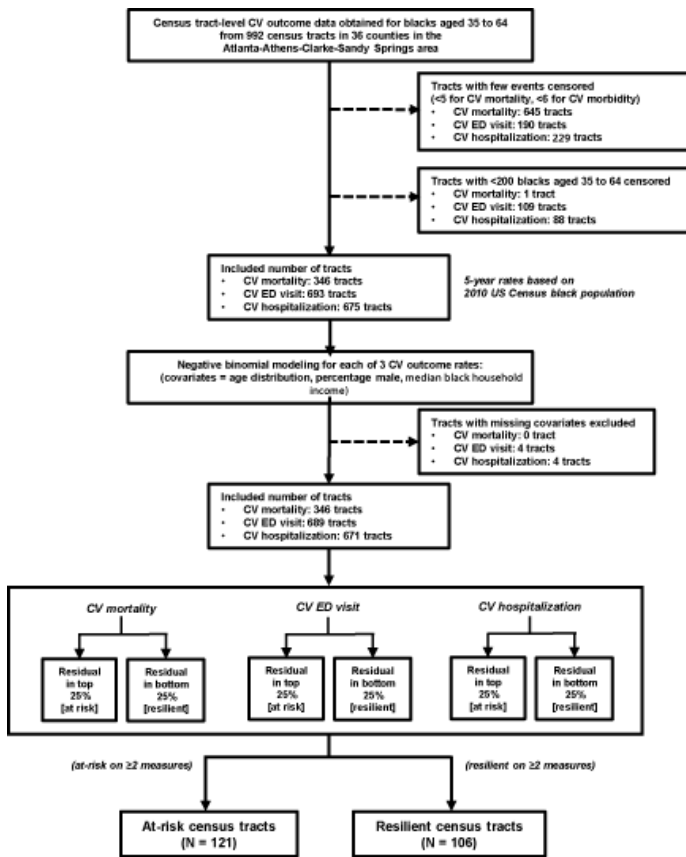 Census tract-level CV outcome data obtained for blacks aged 35 to 64
from 992 census tracts in 36 counties in the
Atlanta-Athens-Clarke-Sandy Springs area
Tracts with few events censored
(<5 for CV mortality, <6 for CV morbidity)
• CV mortality: 645 tracts
• CV ED visit: 190 tracts
• CV hospitalization: 229 tracts
Tracts with <200 blacks aged 35 to 64 censored
• CV mortality: 1 tract
• CV ED visit: 109 tracts
• CV hospitalization: 88 tracts
Included number of tracts
• CV mortality: 346 tracts
• CV ED visit: 693 tracts
• CV hospitalization: 675 tracts
5-year rates based on
2010 US Census black population
Negative binomial modeling for each of 3 CV outcome rates:
(covariates = age distribution, percentage male, median black household
income)
Tracts with missing covariates excluded
• CV mortality: 0 tract
• CV ED visit: 4 tracts
• CV hospitalization: 4 tracts
Included number of tracts
• CV mortality: 346 tracts
• CV ED visit: 689 tracts
• CV hospitalization: 671 tracts
CV mortality
CV ED visit
CV hospitalization
Residual
in top
25%
[at risk]
Residual
in bottom
25%
[resilient]
Residual
in top
25%
[at risk]
Residual
in bottom
25%
[resilient]
Residual
in top
25%
[at risk]
Residual
in bottom
25%
[resilient]
(at-risk on ≥2 measures)
(resilient on ≥2 measures)
At-risk census tracts
(N = 121)
Resilient census tracts
(N = 106)